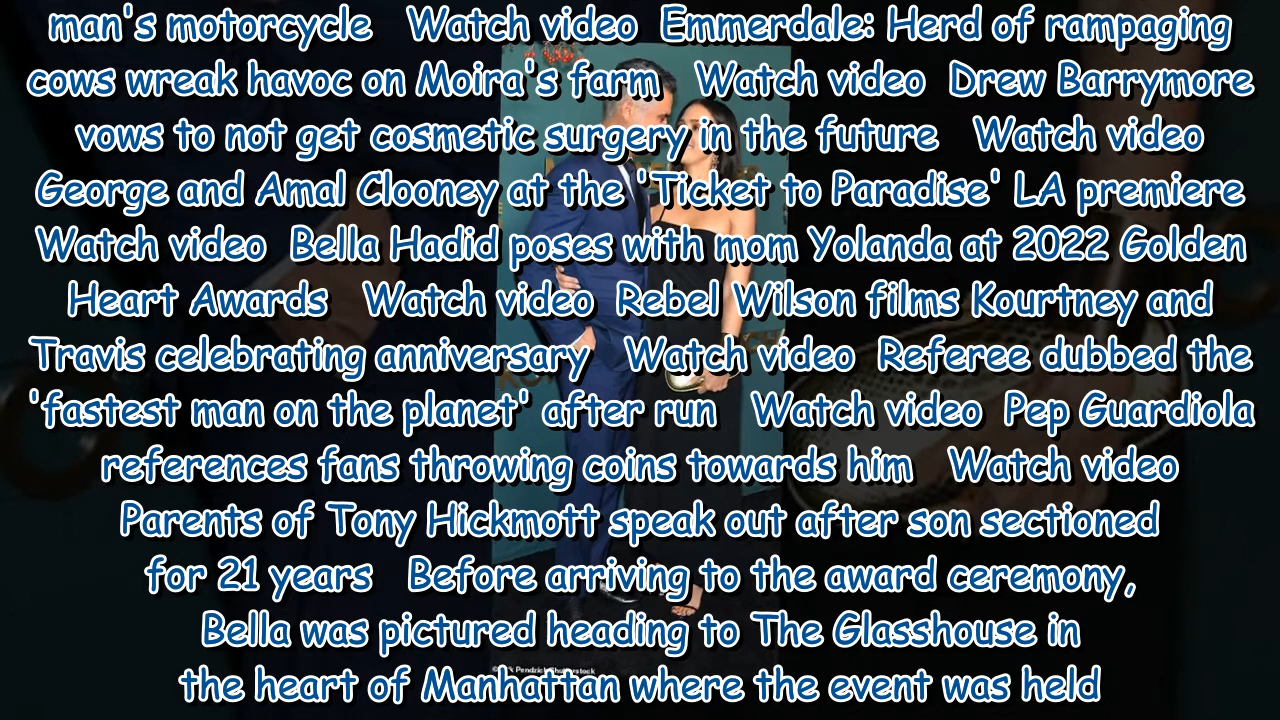 man's motorcycle Watch video Emmerdale: Herd of rampaging
cows wreak havoc on Moira's farm Watch video Drew Barrymore
vows to not get cosmetic surgery in the future Watch video
George and Amal Clooney at the 'Ticket to Paradise' LA premiere
Watch video Bella Hadid poses with mom Yolanda at 2022 Golden
Heart Awards Watch video Rebel Wilson films Kourtney and
Travis celebrating anniversary Watch video Referee dubbed the
'fastest man on the planet' after run Watch video Pep Guardiola
references fans throwing coins towards him Watch video
Parents of Tony Hickmott speak out after son sectioned
for 21 years Before arriving to the award ceremony,
Bella was pictured heading to The Glasshouse in
the heart of Manhattan where the event was held